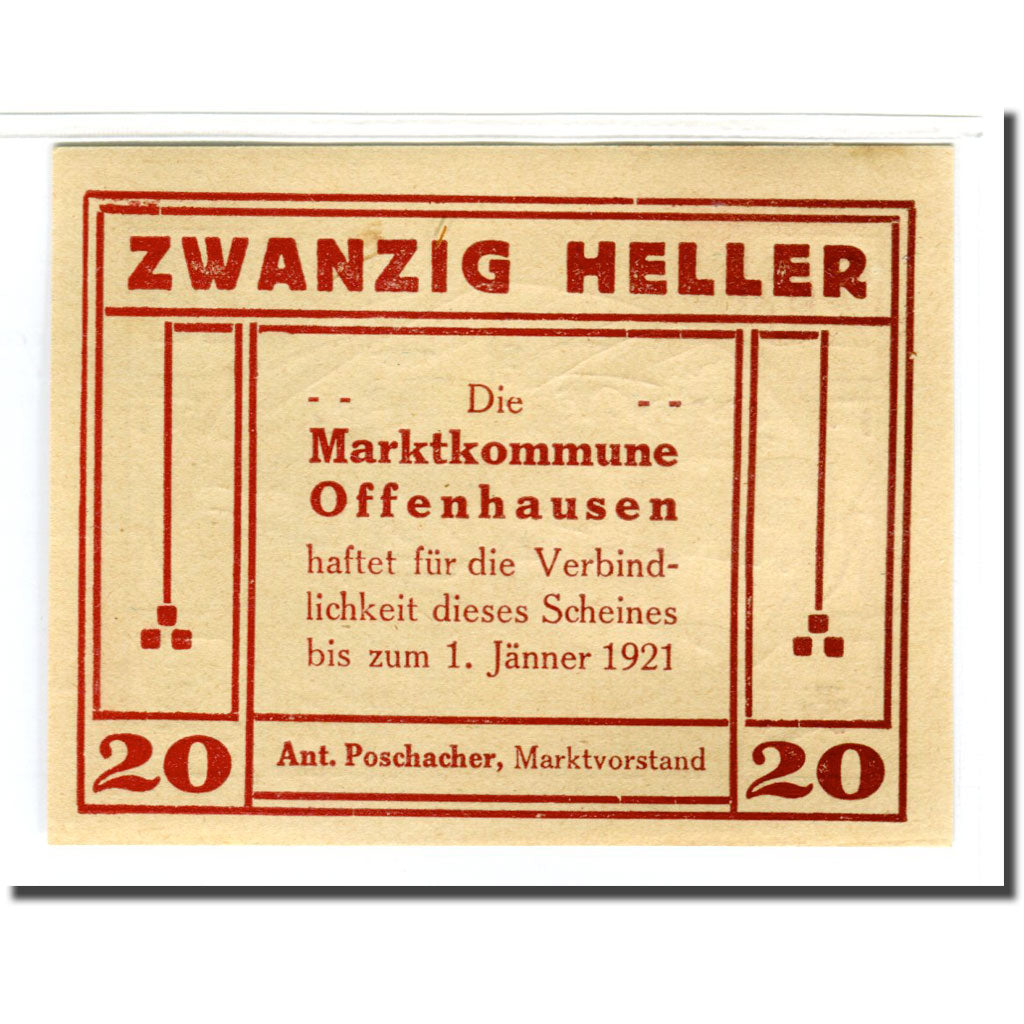 ZWANZIG HELLER
-- Die --
Marktkommune
Offenhausen
haftet für die Verbind-
lichkeit dieses Scheines
bis zum 1. Jänner 1921
20 Ant. Poschacher, Marktvorstand 20